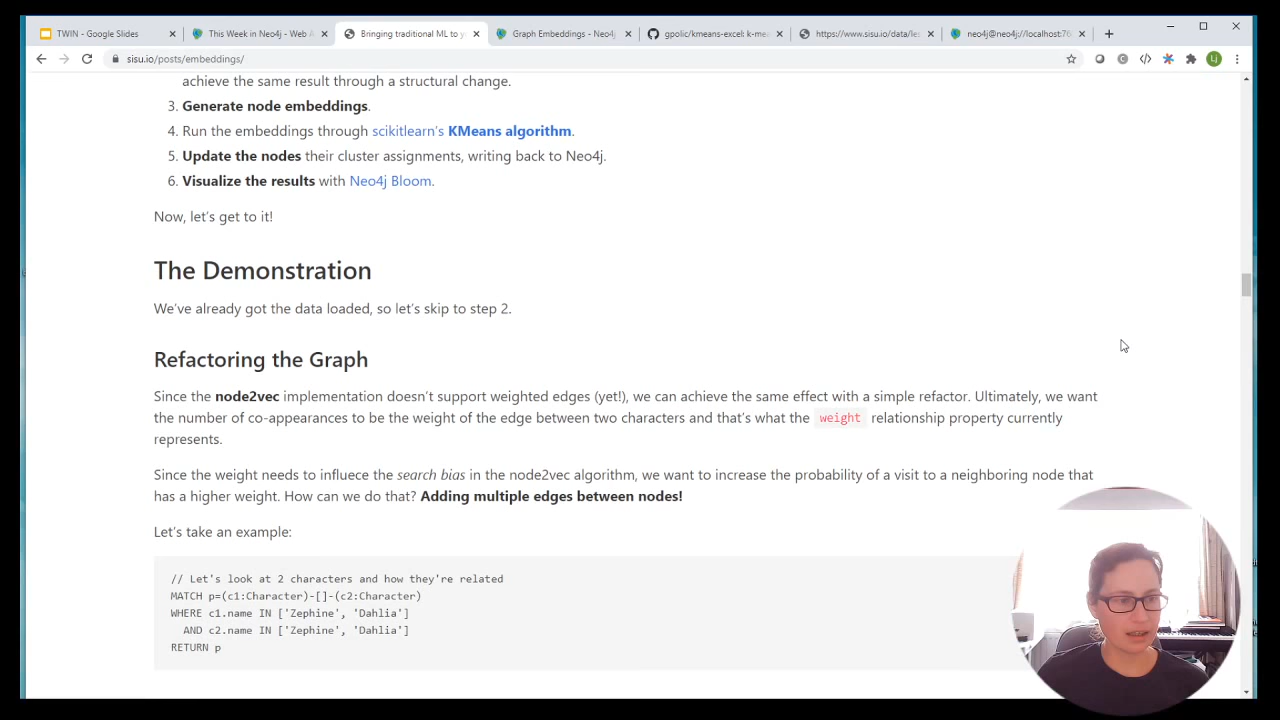 TWIN - Google Slides
This Week in Neo4j - Web
Bringing traditional ML to
Graph Embeddings - Neo4j
gpolic/kmeans-excel k-me
https://www.sisu.io/data/les
neo4j@neo4j://localhost:76
sisu.io/posts/embeddings/
achieve the same result through a structural change.
3. Generate node embeddings.
4. Run the embeddings through scikitlearn's KMeans algorithm.
5. Update the nodes their cluster assignments, writing back to Neo4j.
6. Visualize the results with Neo4j Bloom.
Now, let's get to it!
The Demonstration
We've already got the data loaded, so let's skip to step 2.
Refactoring the Graph
Since the node2vec implementation doesn't support weighted edges (yet!), we can achieve the same effect with a simple refactor. Ultimately, we want
the number of co-appearances to be the weight of the edge between two characters and that's what the weight relationship property currently
represents.
Since the weight needs to influece the search bias in the node2vec algorithm, we want to increase the probability of a visit to a neighboring node that
has a higher weight. How can we do that? Adding multiple edges between nodes!
Let's take an example:
// Let's look at 2 characters and how they're related
MATCH p=(c1:Character)-[]-(c2:Character)
WHERE c1.name IN ['Zephine', 'Dahlia']
AND c2.name IN ['Zephine', 'Dahlia']
RETURN p